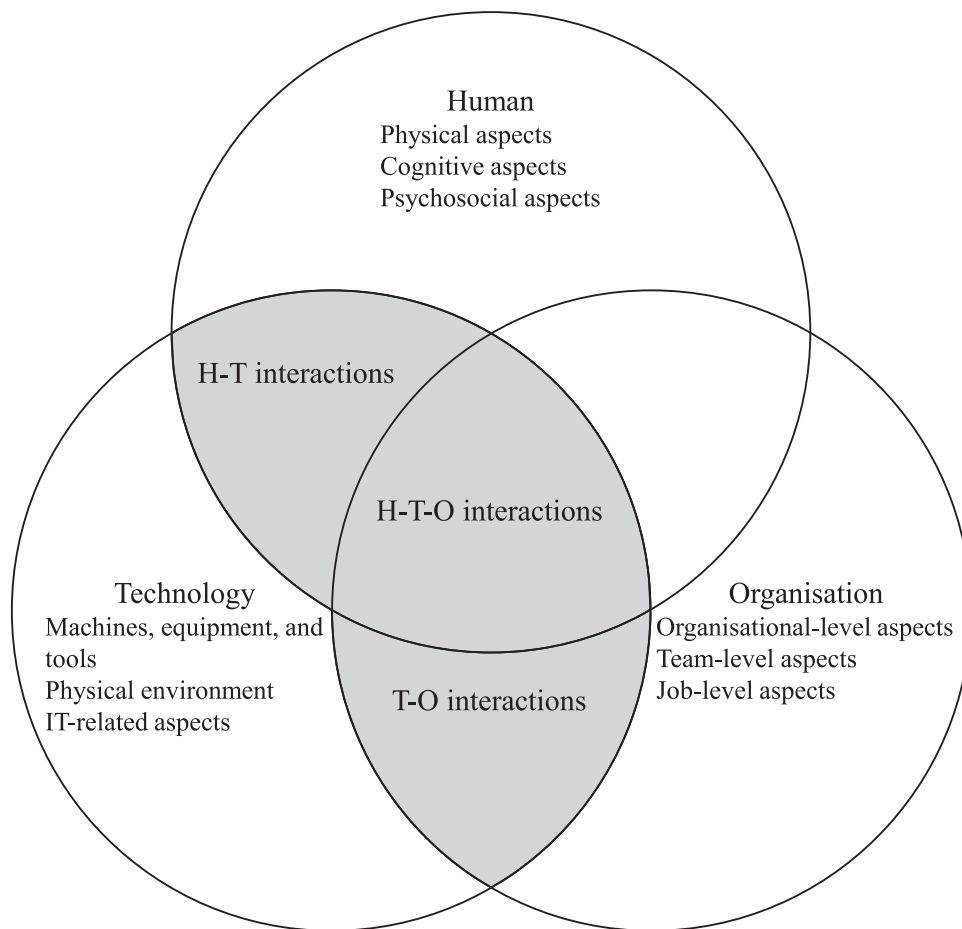 Human
Physical aspects
Cognitive aspects
Psychosocial aspects
H-T interactions
H-T-O interactions
Technology
Machines, equipment, and
tools
Physical environment
IT-related aspects
Organisation
Organisational-level aspects
Team-level aspects
Job-level aspects
T-O interactions